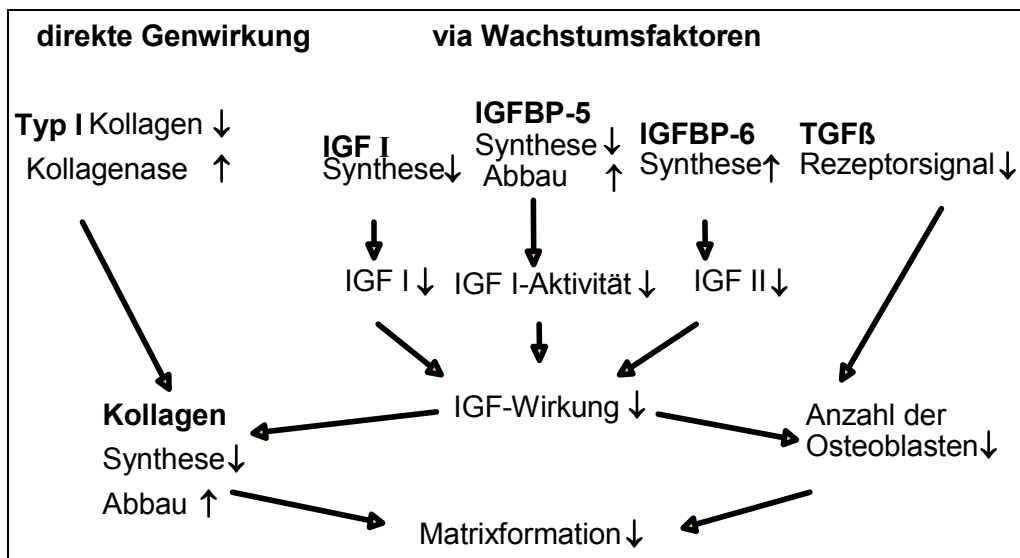 direkte Genwirkung
via Wachstumsfaktoren
Typ I Kollagen ↓
Kollagenase ↑
IGF I
Synthese ↓
IGFBP-5
Synthese ↓
Abbau ↑
IGFBP-6
Synthese ↑
TGFß
Rezeptorsignal ↓
IGF I ↓
IGF I-Aktivität ↓
IGF II ↓
IGF-Wirkung ↓
Kollagen
Synthese ↓
Abbau ↑
Anzahl der
Osteoblasten ↓
Matrixformation ↓